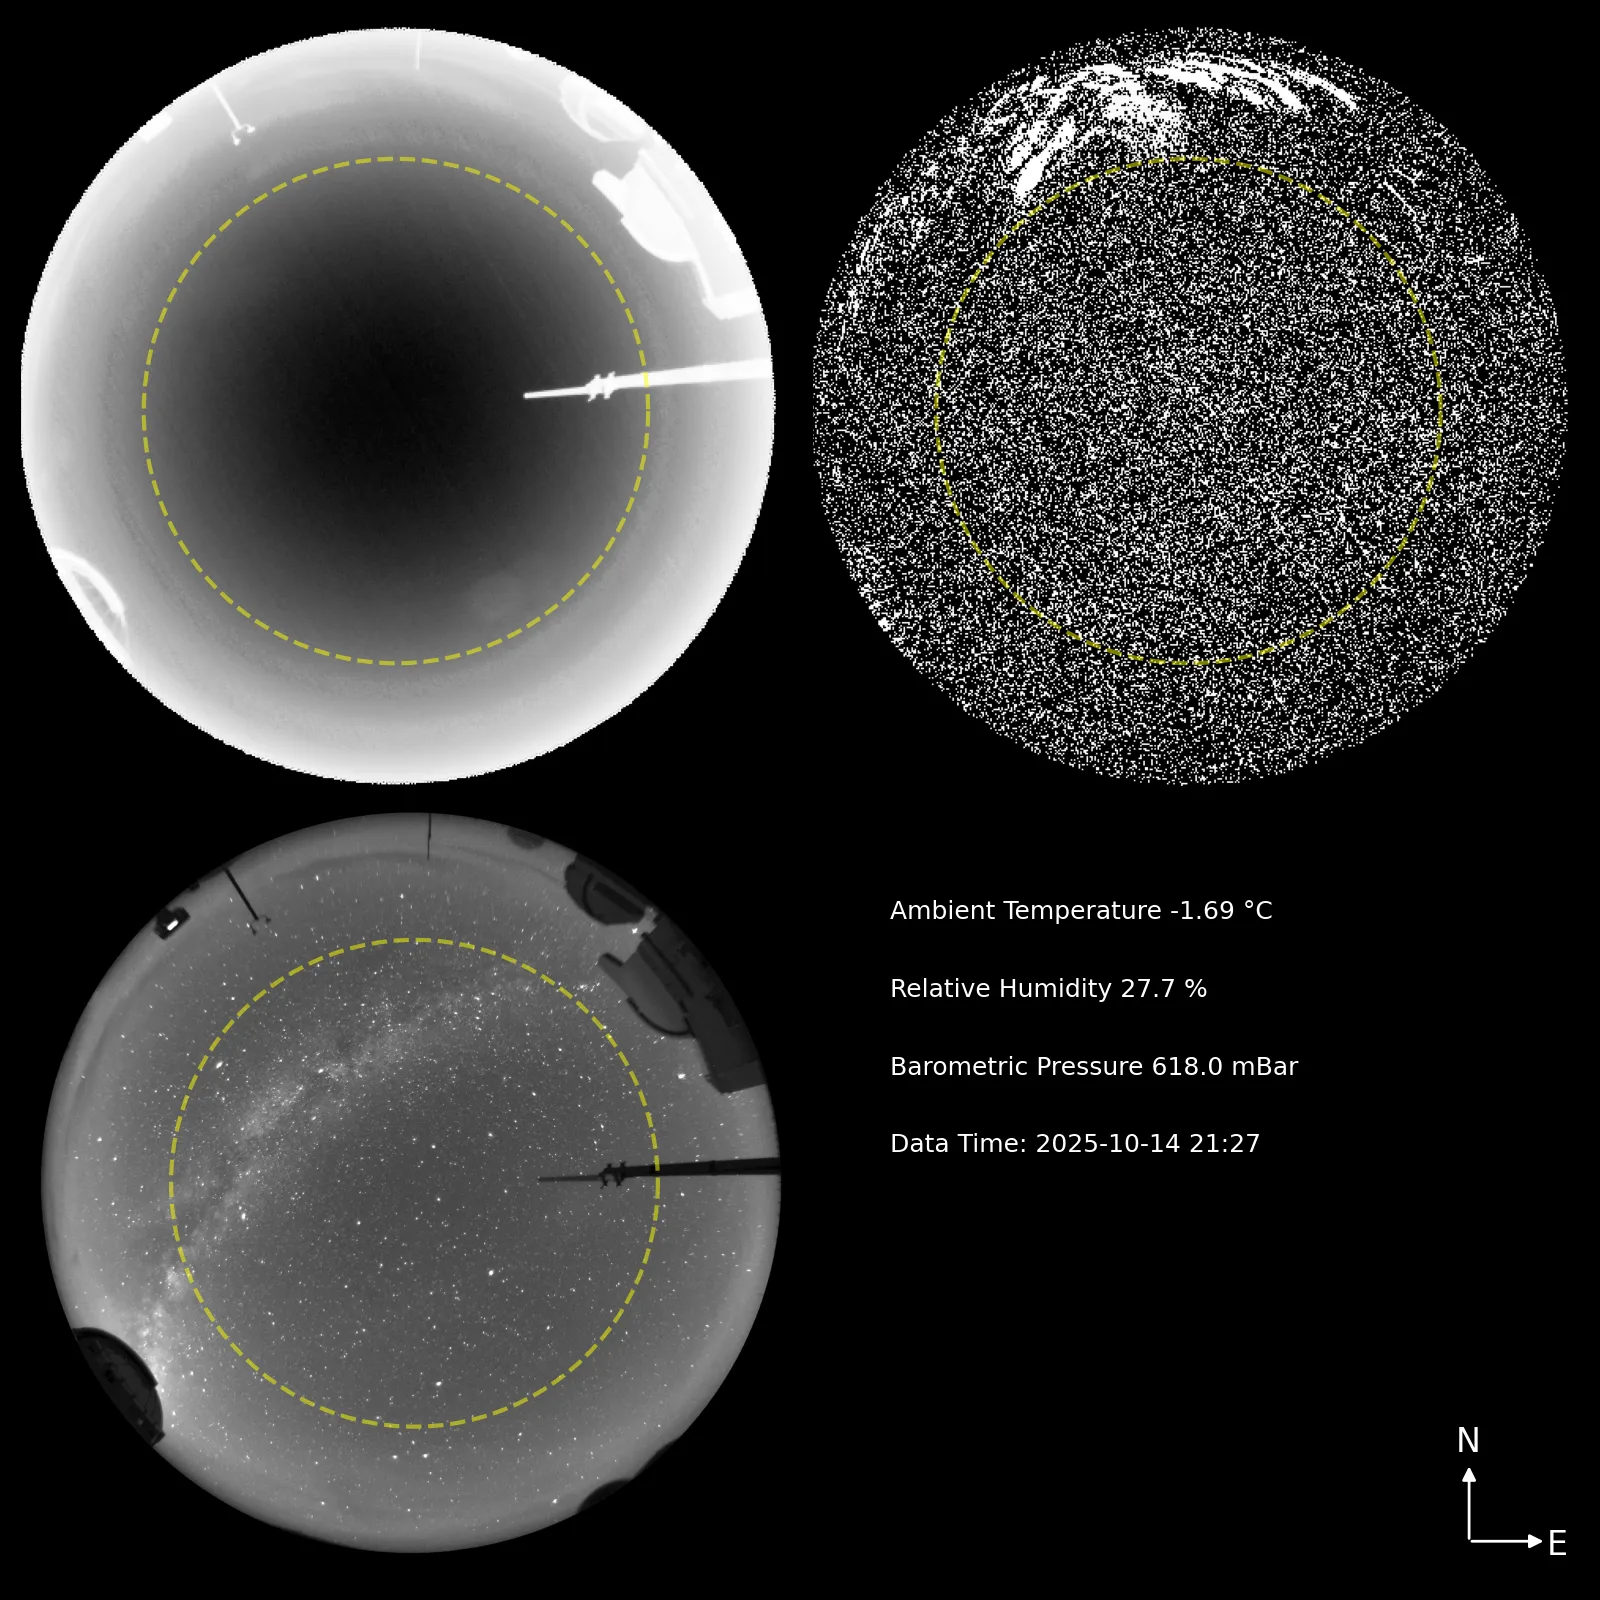 Ambient Temperature -1.69 °C
Relative Humidity 27.7 %
Barometric Pressure 618.0 mBar
Data Time: 2025-10-14 21:27
N
E